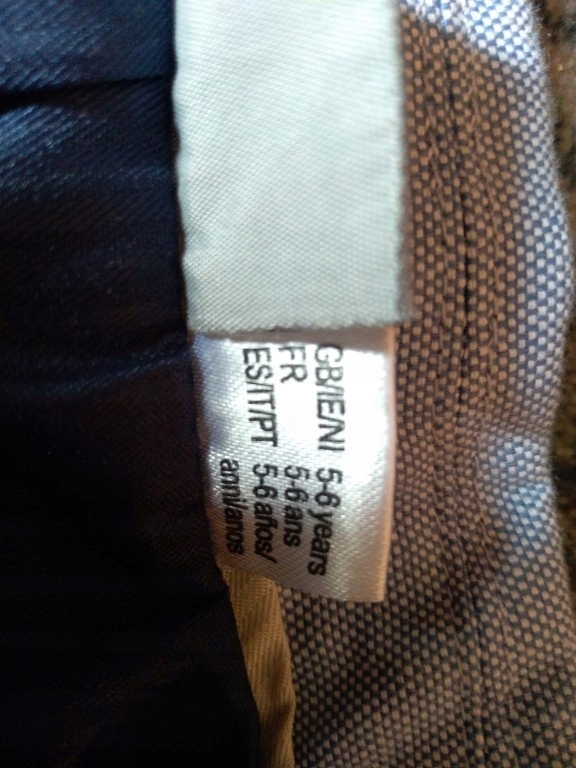 GB/IE/NI 5-6 years
FR 5-6 ans
ES/IT/PT 5-6 años/
anni/anos